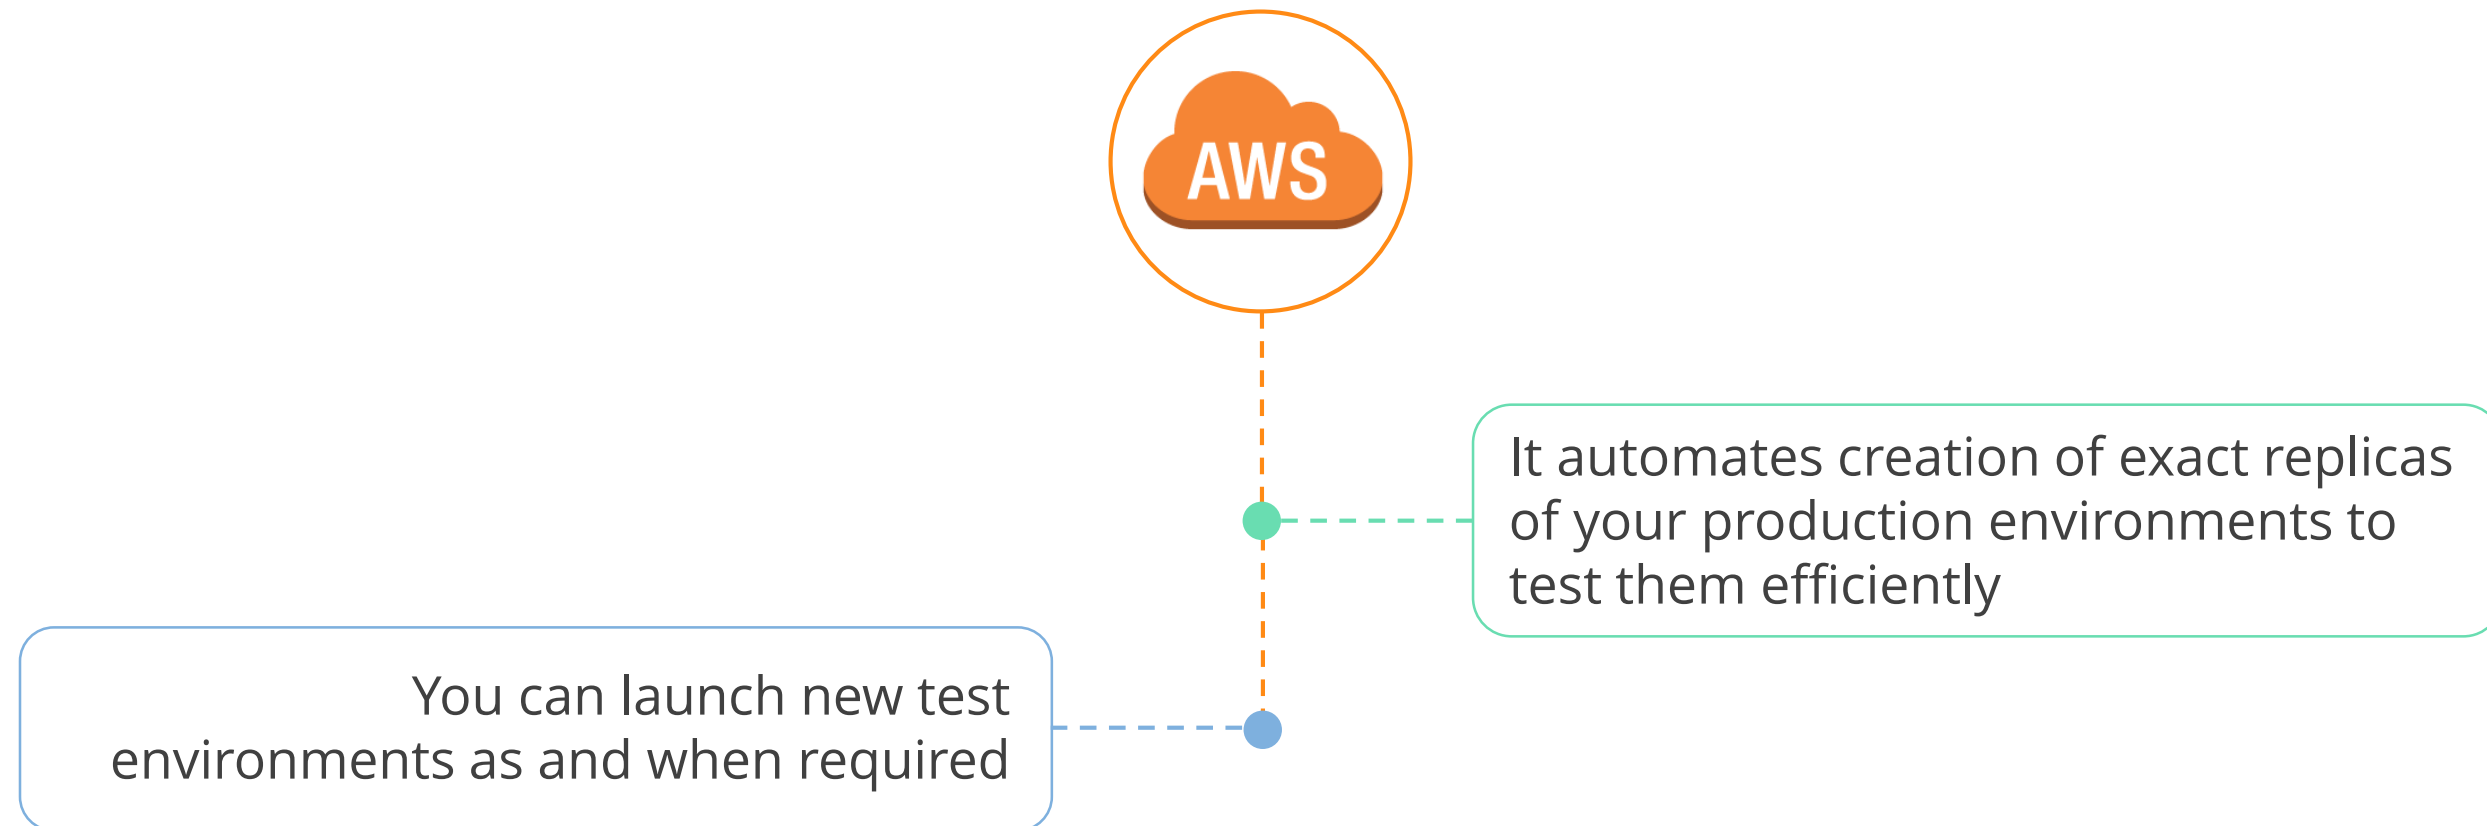 AWS
It automates creation of exact replicas
of your production environments to
test them efficiently
You can launch new test
environments as and when required